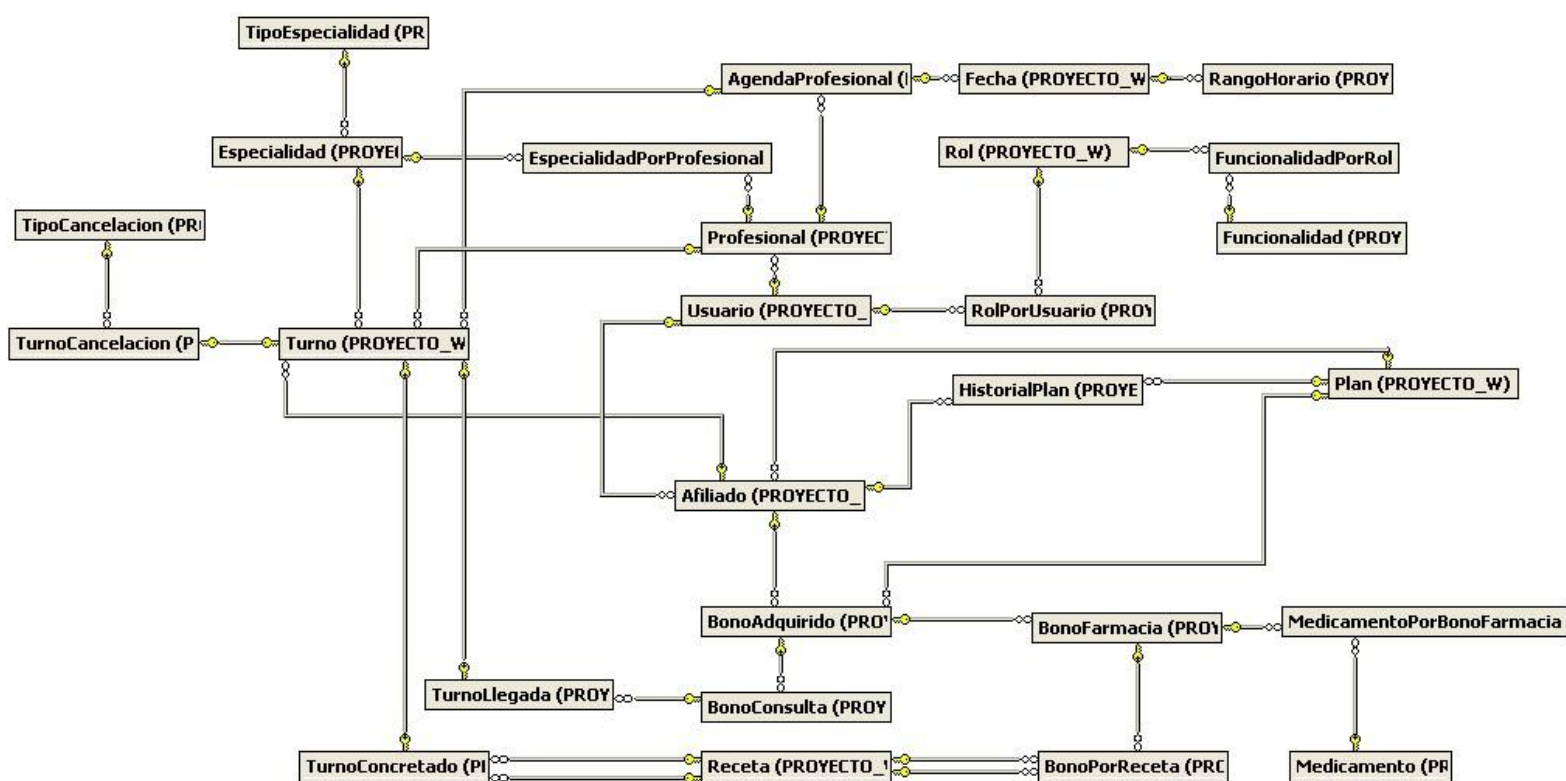 TipoEspecialidad (PR
AgendaProfesional (
Fecha (PROYECTO_W
RangoHorario (PROY
Especialidad (PROYE
EspecialidadPorProfesional
Rol (PROYECTO_W)
FuncionalidadPorRol
TipoCancelacion (PR
Profesional (PROYEC
Funcionalidad (PROY
Usuario (PROYECTO_
RolPorUsuario (PROY
TurnoCancelacion (P
Turno (PROYECTO_W
HistorialPlan (PROYE
Plan (PROYECTO_W)
Afiliado (PROYECTO_
BonoAdquirido (PROY
BonoFarmacia (PROY
MedicamentoPorBonoFarmacia
TurnoLlegada (PROY
BonoConsulta (PROY
TurnoConcretado (P
Receta (PROYECTO_
BonoPorReceta (PRO
Medicamento (PR